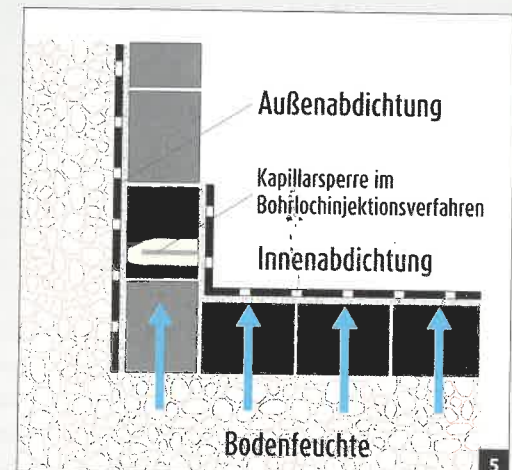 Außenabdichtung
Kapillarsperre im
Bohrlochinjektionsverfahren
Innenabdichtung
Bodenfeuchte
5